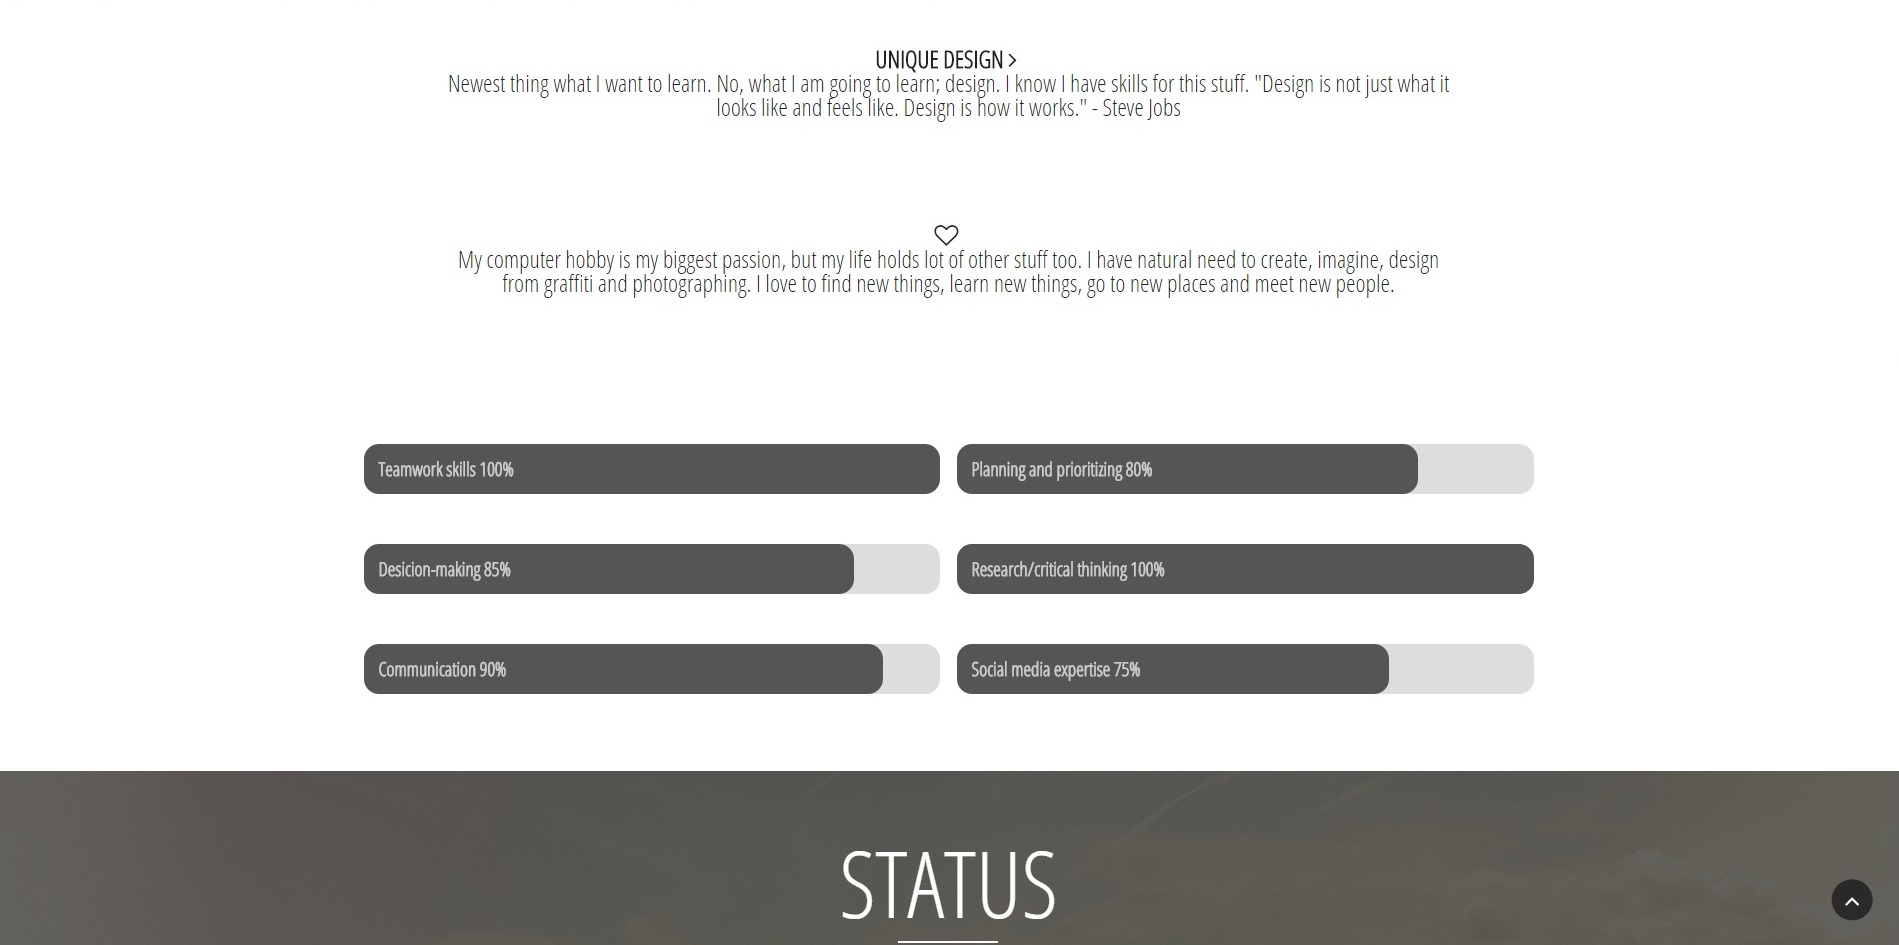 UNIQUE DESIGN >
Newest thing what I want to learn. No, what I am going to learn; design. I know I have skills for this stuff. "Design is not just what it
looks like and feels like. Design is how it works." - Steve Jobs
My computer hobby is my biggest passion, but my life holds lot of other stuff too. I have natural need to create, imagine, design
from graffiti and photographing. I love to find new things, learn new things, go to new places and meet new people.
Teamwork skills 100%
Planning and prioritizing 80%
Desicion-making 85%
Research/critical thinking 100%
Communication 90%
Social media expertise 75%
STATUS